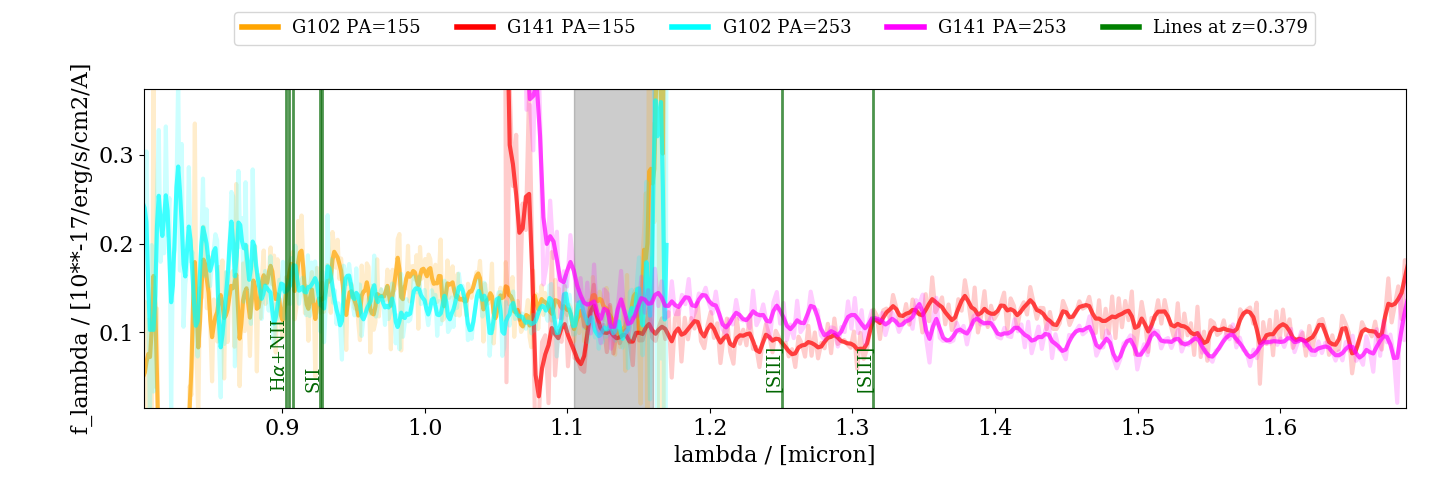 G102 PA=155 G141 PA=155 G102 PA=253 G141 PA=253 Lines at z=0.379
f_lambda / [10**-17/erg/s/cm2/A]
0.3
0.2
0.1
Hα+NII
SII
[SIII]
[SIII]
0.9 1.0 1.1 1.2 1.3 1.4 1.5 1.6
lambda / [micron]